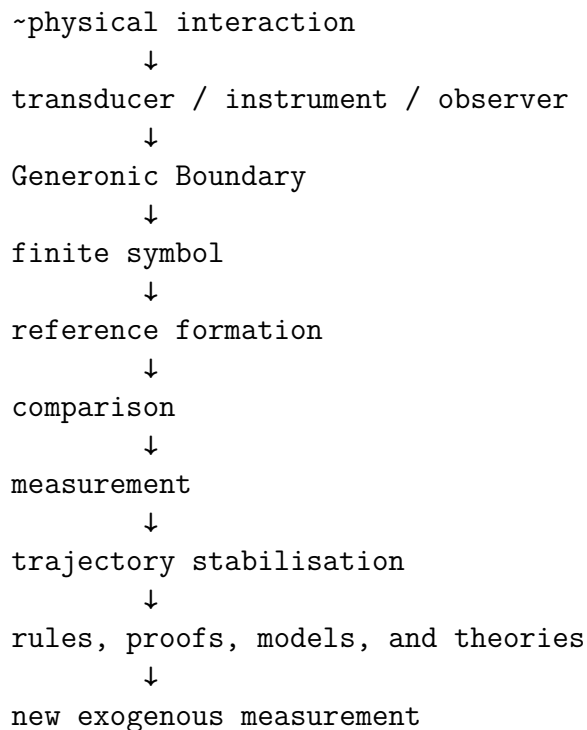 ~physical interaction
↓
transducer / instrument / observer
↓
Generonic Boundary
↓
finite symbol
↓
reference formation
↓
comparison
↓
measurement
↓
trajectory stabilisation
↓
rules, proofs, models, and theories
↓
new exogenous measurement